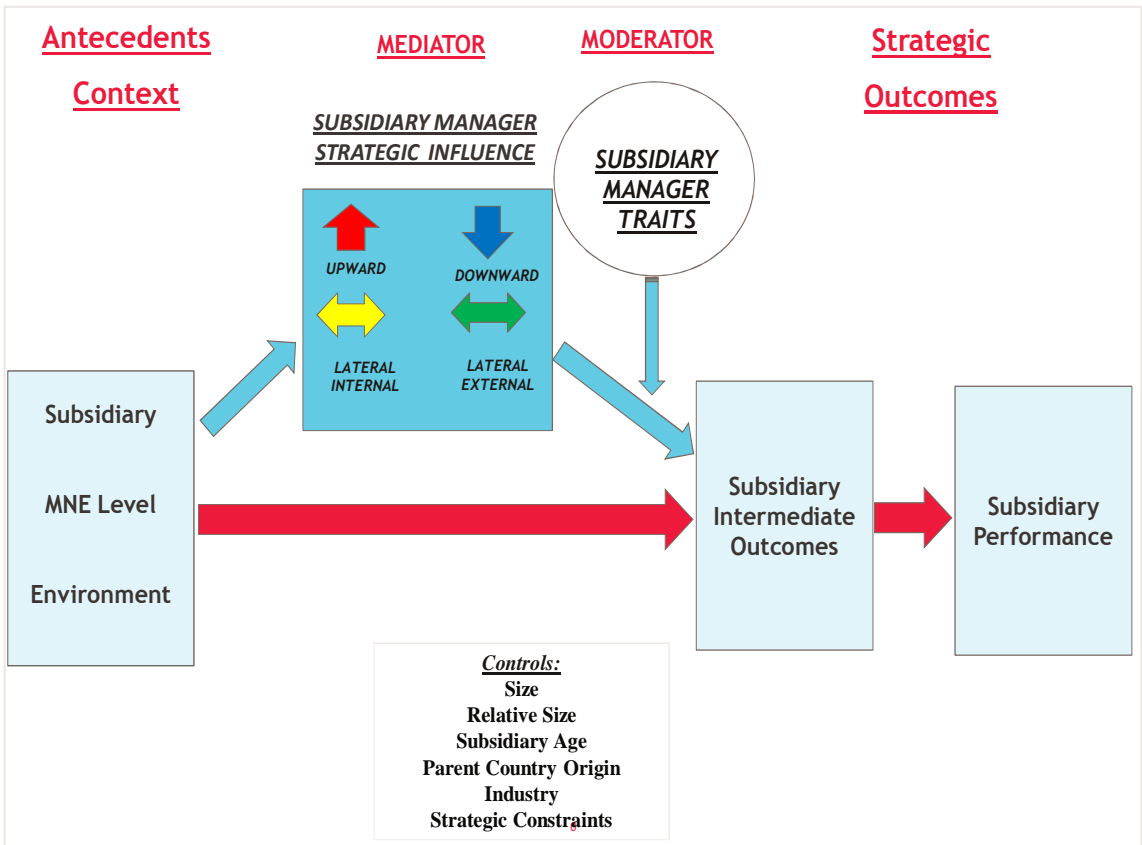 Antecedents
Context
MEDIATOR
MODERATOR
Strategic
Outcomes
SUBSIDIARY MANAGER
STRATEGIC INFLUENCE
SUBSIDIARY
MANAGER
TRAITS
UPWARD
DOWNWARD
LATERAL
INTERNAL
LATERAL
EXTERNAL
Subsidiary
MNE Level
Environment
Subsidiary
Intermediate
Outcomes
Subsidiary
Performance
Controls:
Size
Relative Size
Subsidiary Age
Parent Country Origin
Industry
Strategic Constraints